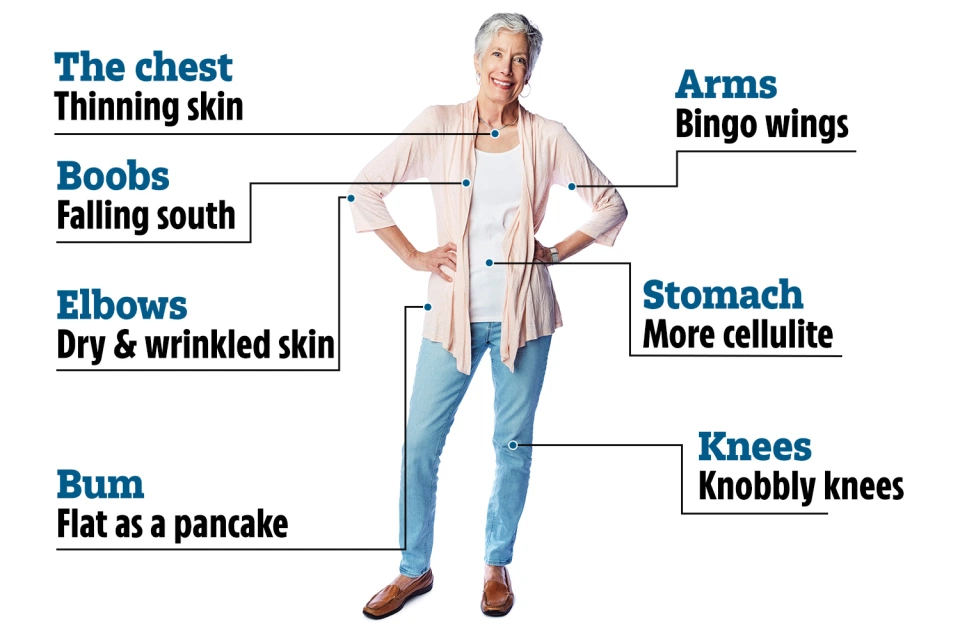 The chest
Thinning skin
Boobs
Falling south
Elbows
Dry & wrinkled skin
Bum
Flat as a pancake
Arms
Bingo wings
Stomach
More cellulite
Knees
Knobbly knees